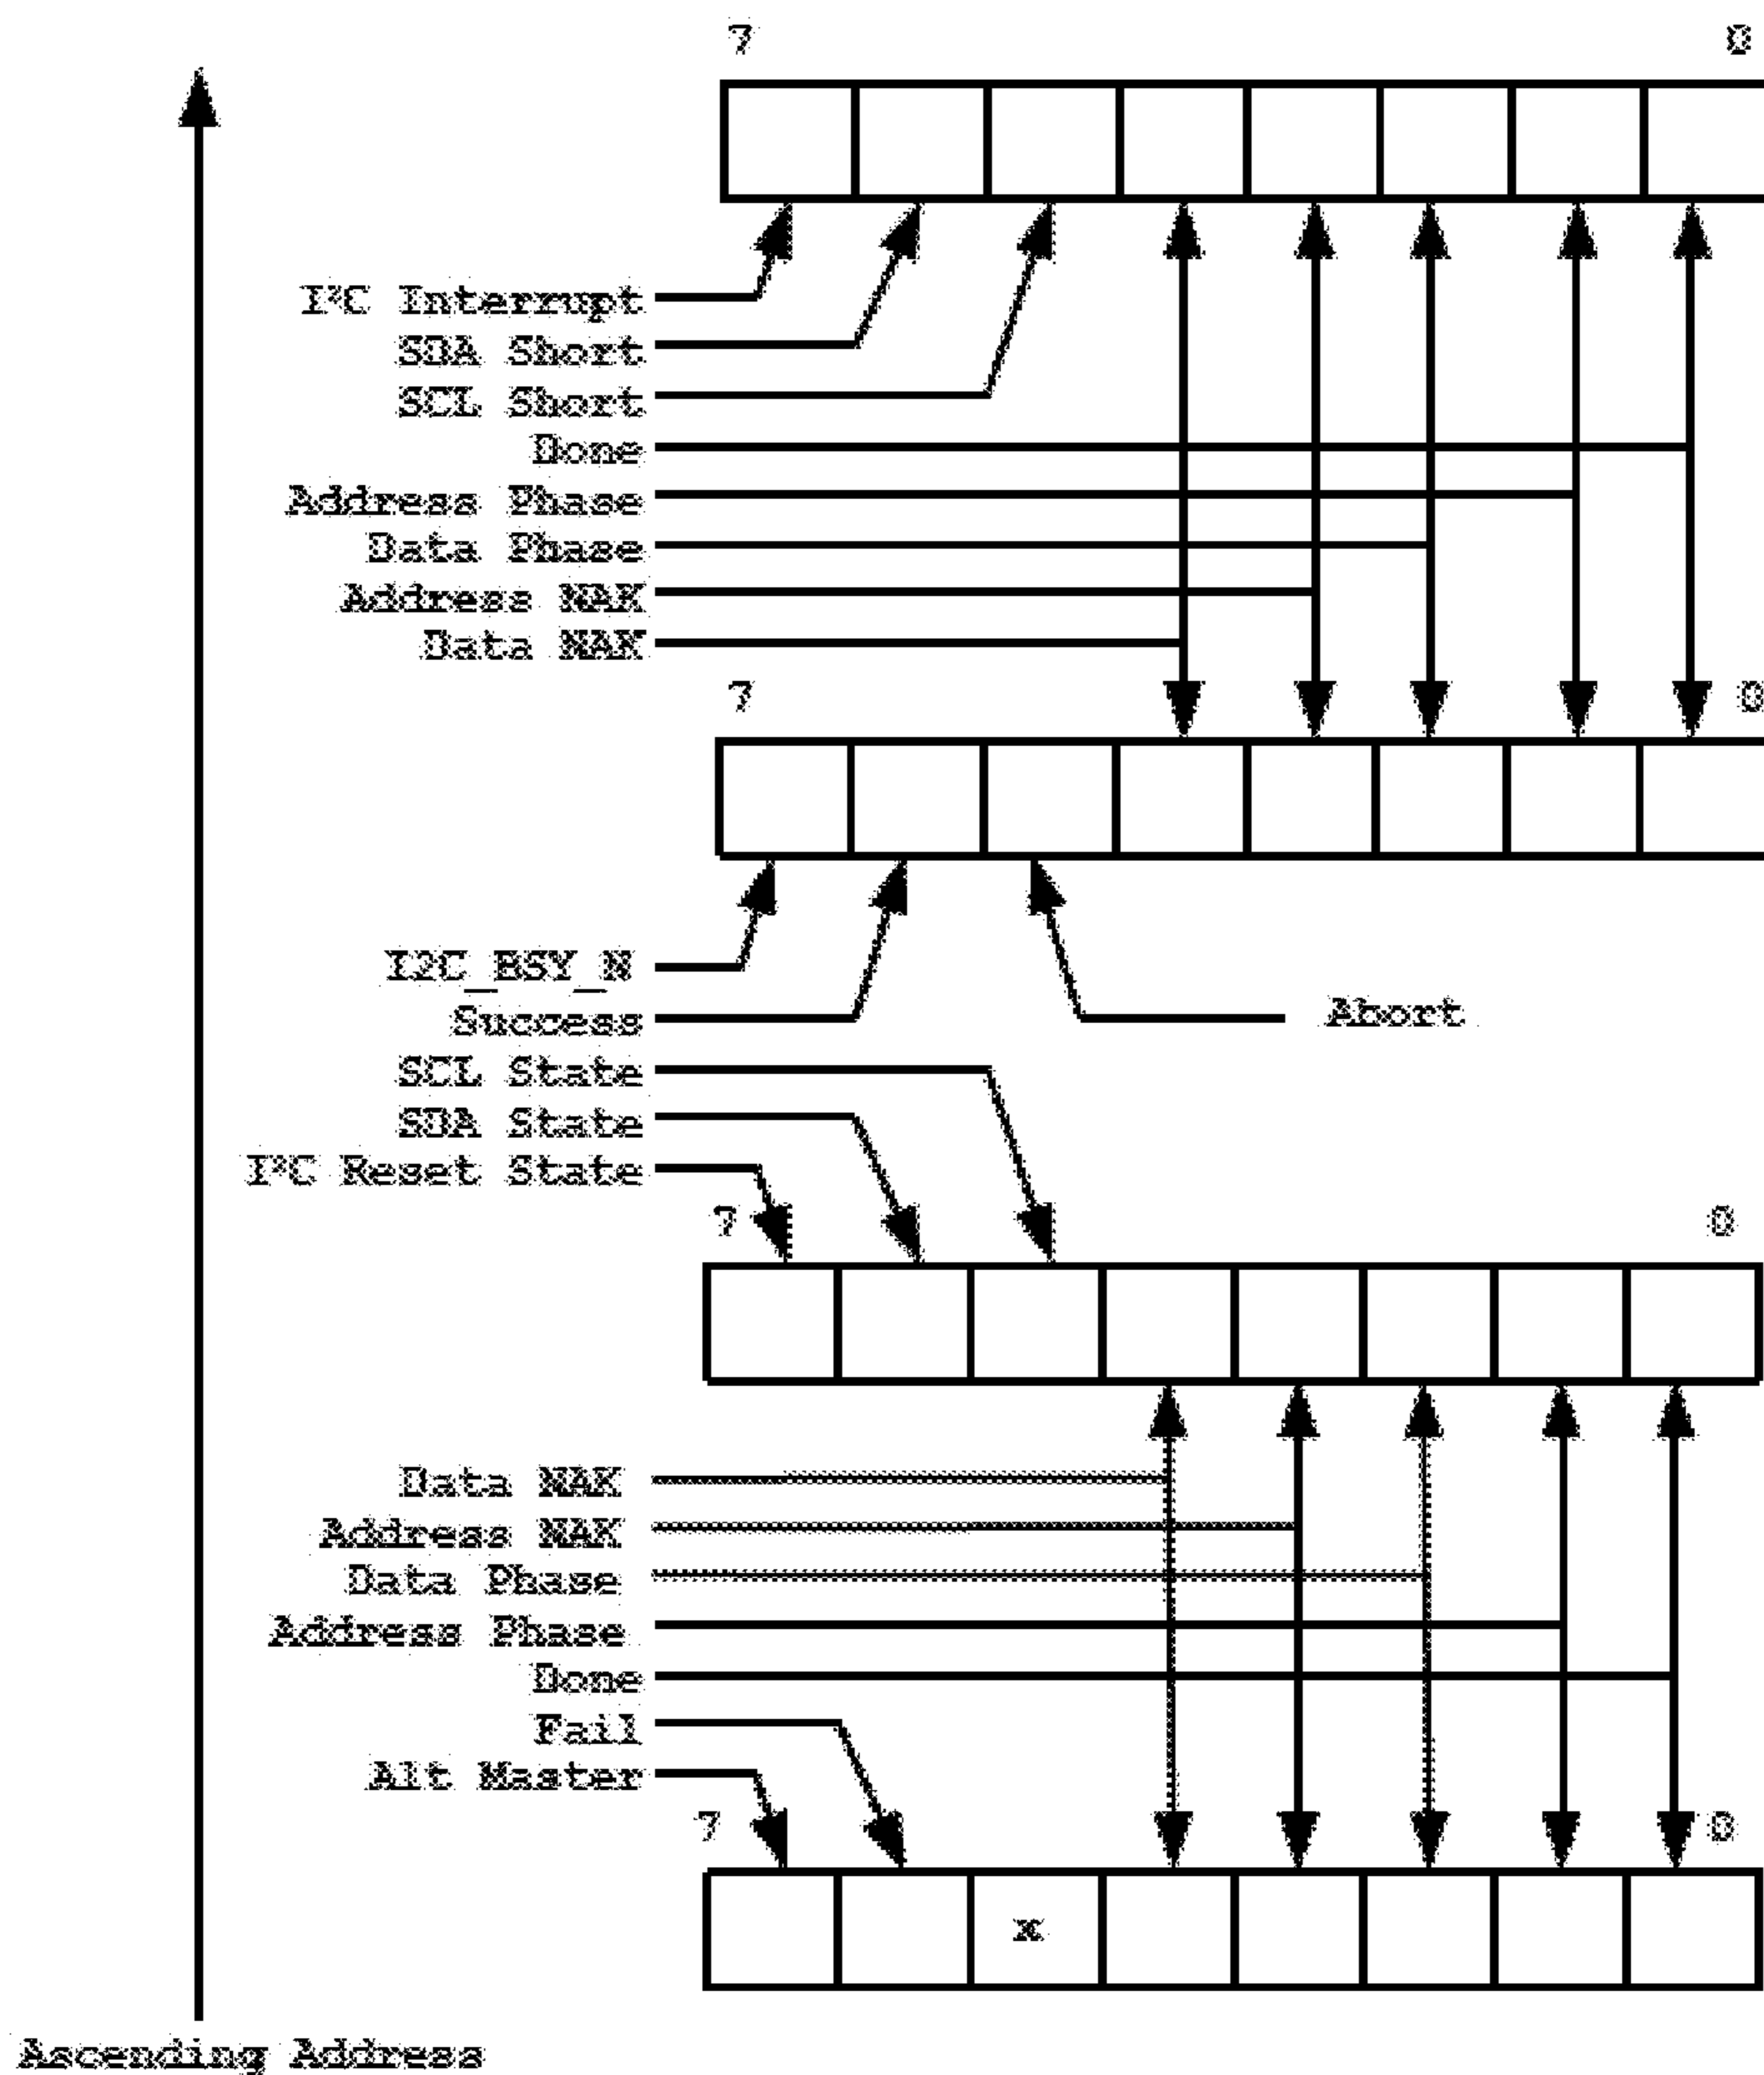 7 0
I²C Interrupt
SDA Short
SCL Short
Done
Address Phase
Data Phase
Address NAK
Data NAK
7 0
I2C_BSY_N
Success
Abort
SCL State
SDA State
I²C Reset State
7 0
Data NAK
Address NAK
Data Phase
Address Phase
Done
Fail
Alt Master
7 0
x
Ascending Address